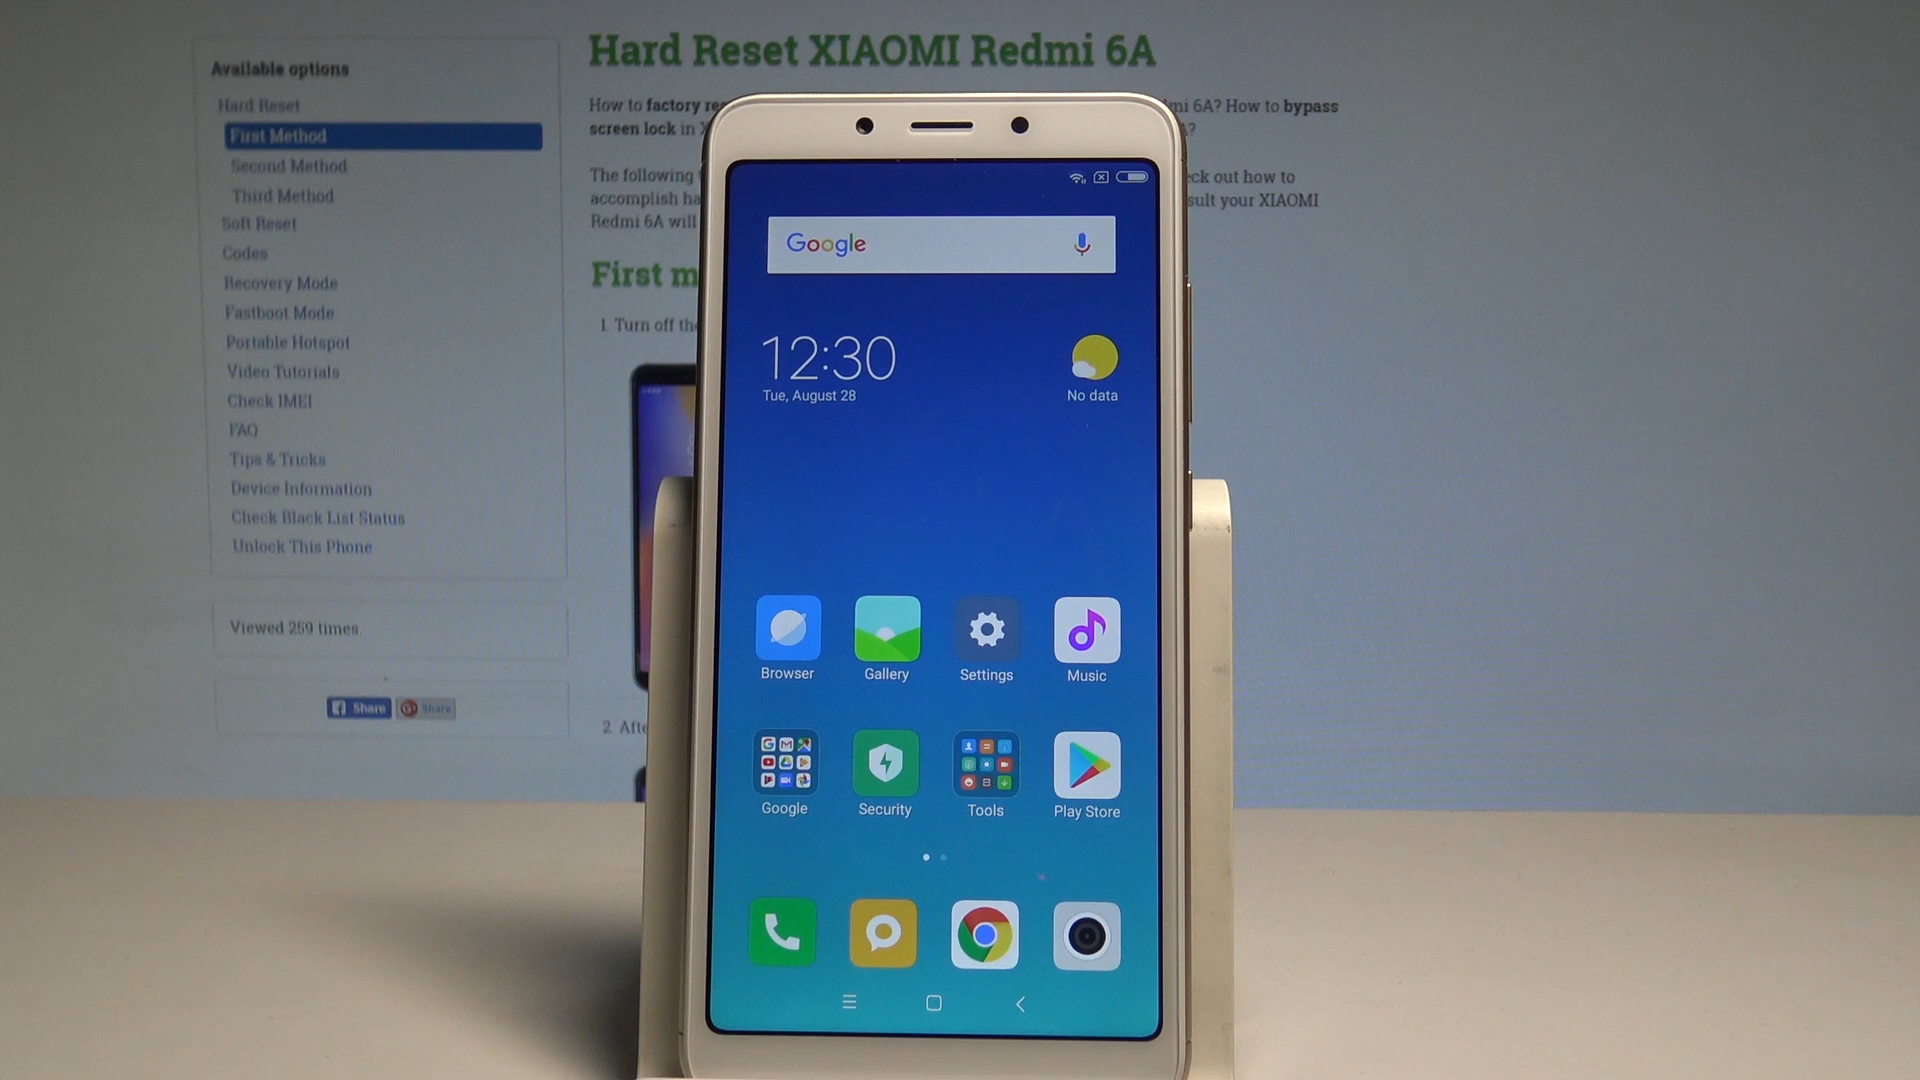 Available options
Hard Reset
First Method
Second Method
Third Method
Soft Reset
Codes
Recovery Mode
Fastboot Mode
Portable Hotspot
Video Tutorials
Check IMEI
FAQ
Tips & Tricks
Device Information
Check Black List Status
Unlock This Phone
Viewed 259 times.
Share
Share
Hard Reset XIAOMI Redmi 6A
How to factory
6A? How to bypass
screen lock in
The following
ck out how to
accomplish
sult your XIAOMI
Redmi 6A will
First m
1. Turn off the
2. Afte
Google
12:30
Tue, August 28
No data
Browser
Gallery
Settings
Music
Google
Security
Tools
Play Store